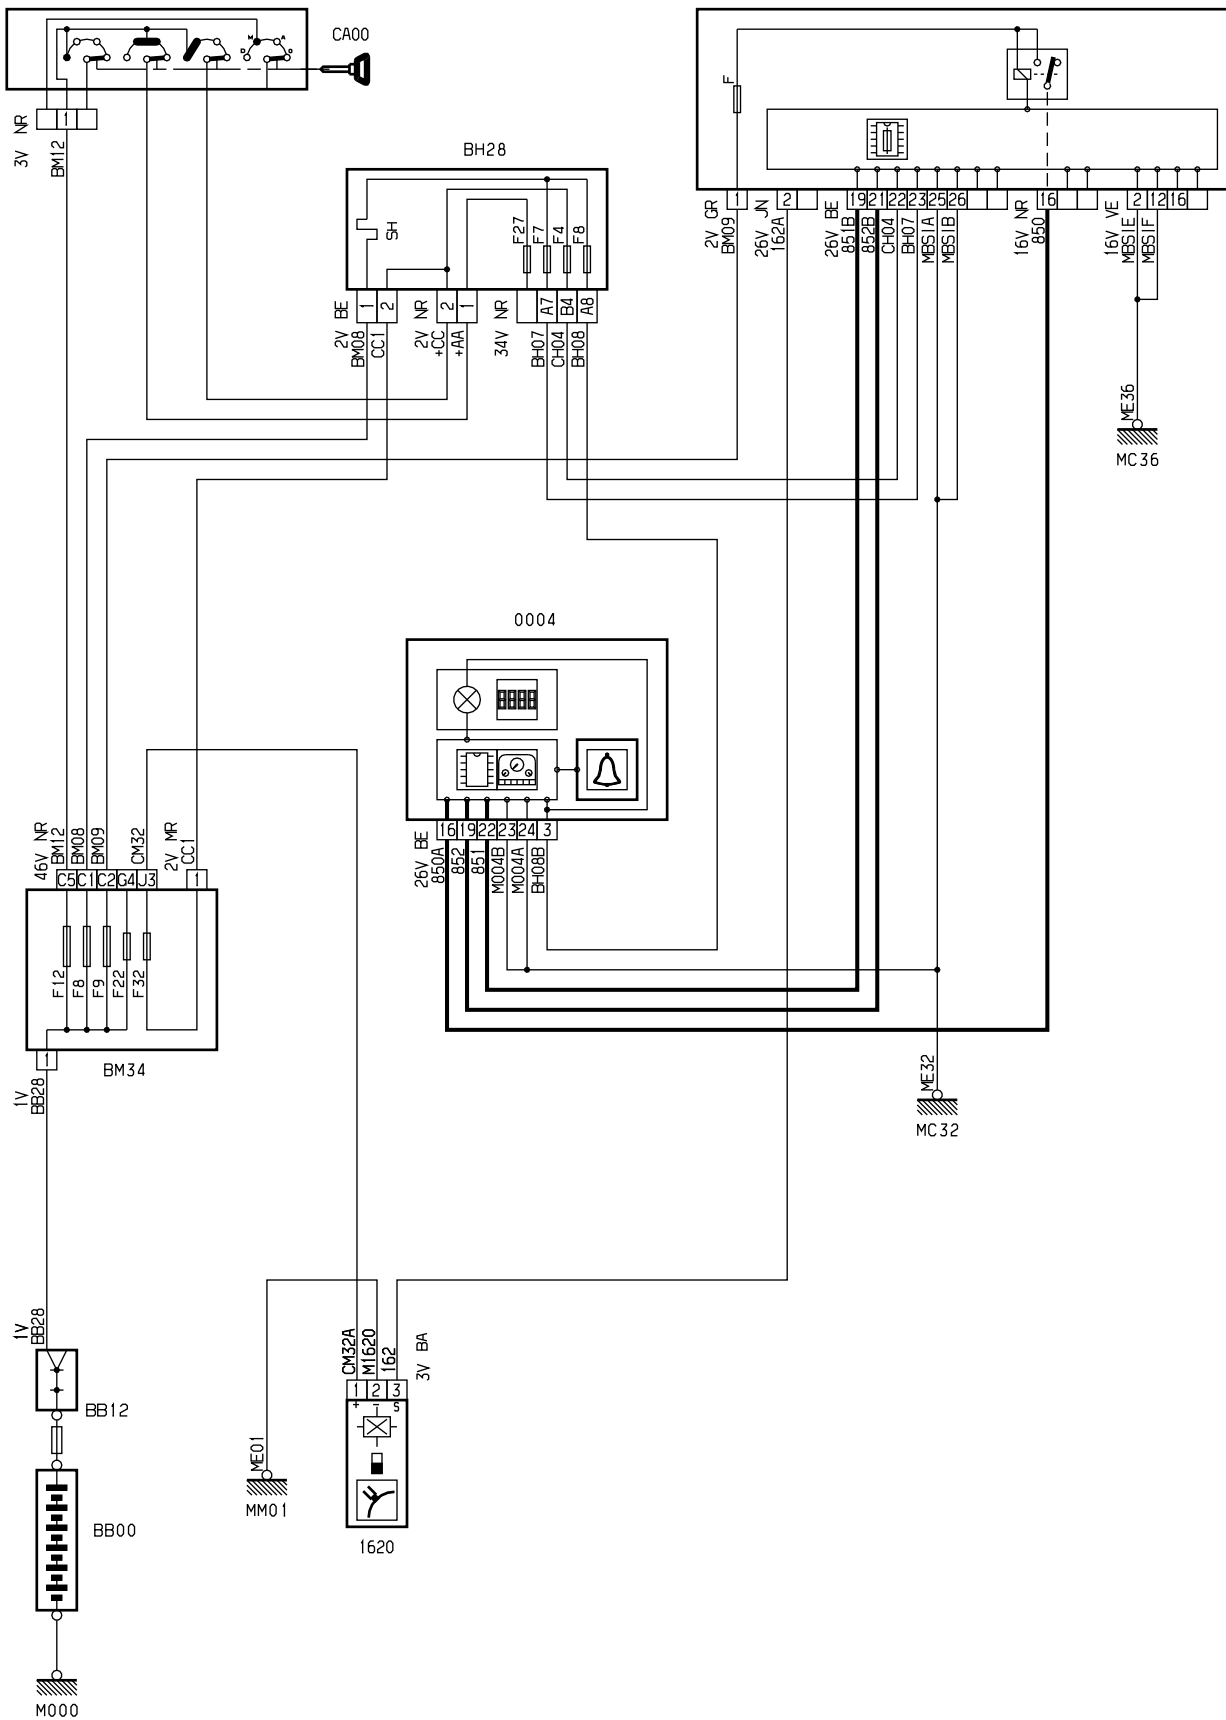 CA00
M
A
D
D
3V NR
1
BM12
BH28
SH
F27
F7
F4
F8
1
2
2
1
A7
B4
A8
2V BE
BM08
CC1
2V NR
+CC
+AA
34V NR
BH07
CH04
BH08
F
1
2
19
21
22
23
25
26
16
2
12
16
2V GR
BM09
26V JN
162A
26V BE
851B
852B
CH04
BH07
MBS1A
MBS1B
16V NR
850
16V VE
MBS1E
MBS1F
ME36
MC36
0004
16
19
22
23
24
3
26V BE
850A
852
851
M004B
M004A
BH08B
46V NR
BM12
BM08
BM09
CM32
2V MR
CC1
C5
C1
C2
G4
J3
1
F12
F8
F9
F22
F32
1
BM34
1V
BB28
ME32
MC32
1V
BB28
BB12
BB00
M000
ME01
MM01
CM32A
M1620
162
3V BA
1
2
3
+
−
S
1620